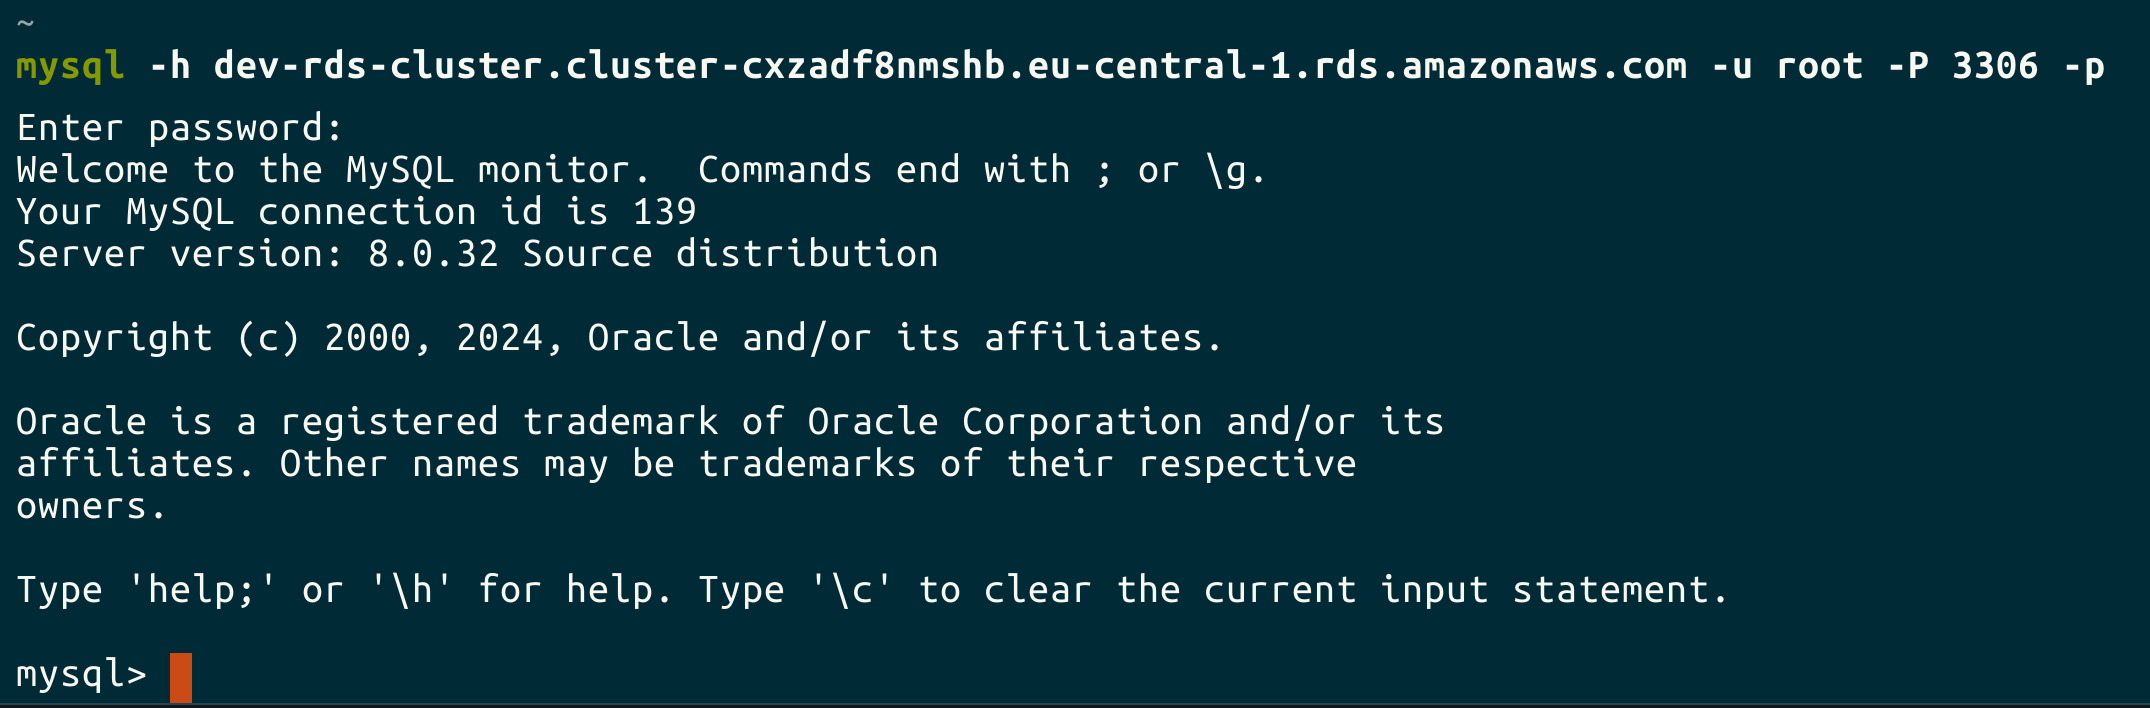 ~
mysql -h dev-rds-cluster.cluster-cxzadf8nmshb.eu-central-1.rds.amazonaws.com -u root -P 3306 -p
Enter password:
Welcome to the MySQL monitor.  Commands end with ; or \g.
Your MySQL connection id is 139
Server version: 8.0.32 Source distribution

Copyright (c) 2000, 2024, Oracle and/or its affiliates.

Oracle is a registered trademark of Oracle Corporation and/or its
affiliates. Other names may be trademarks of their respective
owners.

Type 'help;' or '\h' for help. Type '\c' to clear the current input statement.

mysql>